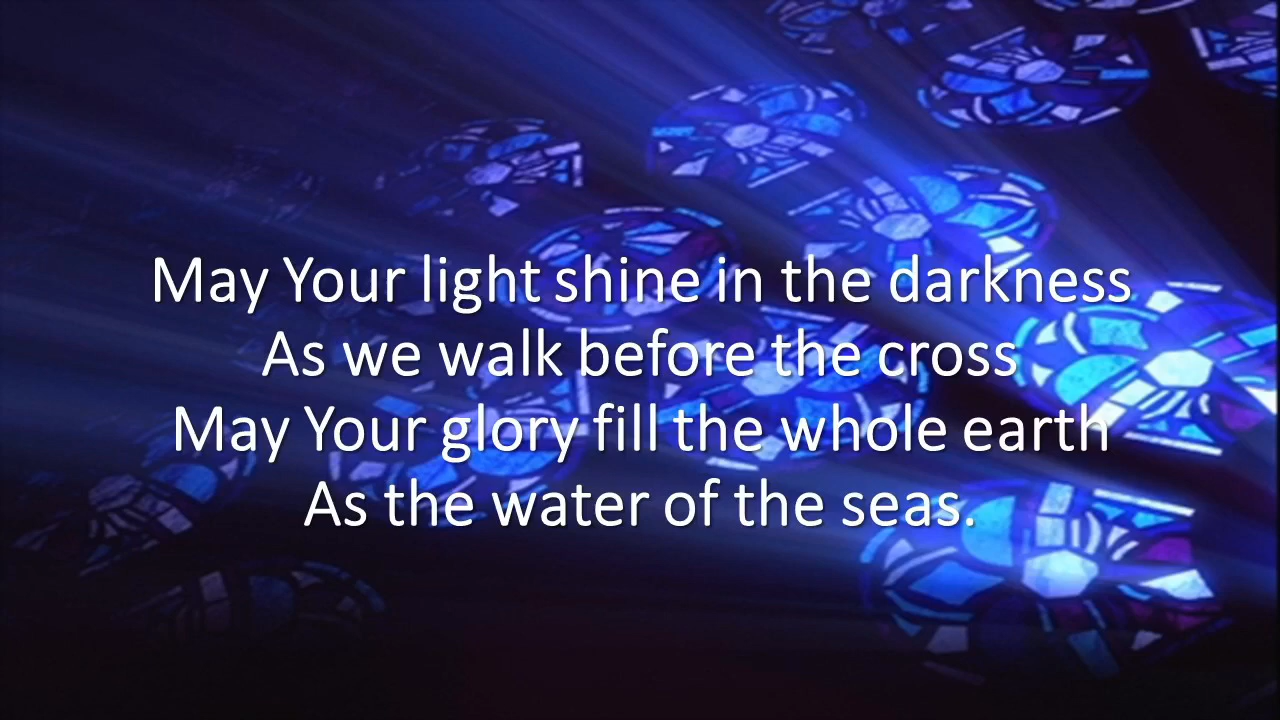 May Your light shine in the darkness
As we walk before the cross
May Your glory fill the whole earth
As the water of the seas.